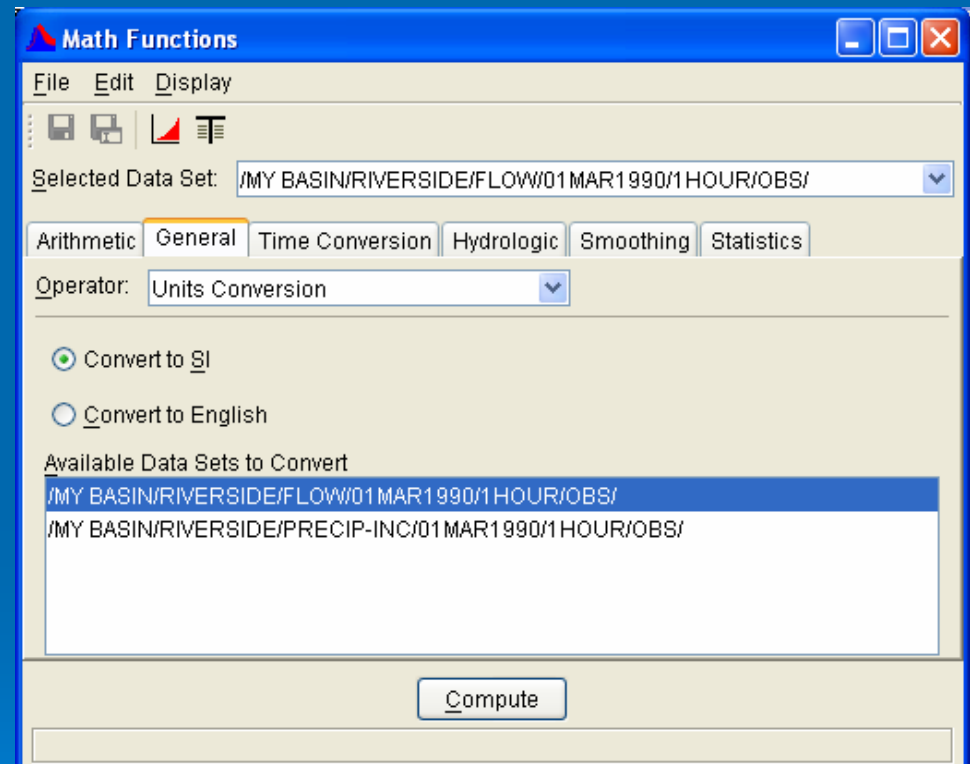 Math Functions
File Edit Display
Selected Data Set: /MY BASIN/RIVERSIDE/FLOW/01MAR1990/1HOUR/OBS/
Arithmetic General Time Conversion Hydrologic Smoothing Statistics
Operator: Units Conversion
Convert to SI
Convert to English
Available Data Sets to Convert
/MY BASIN/RIVERSIDE/FLOW/01MAR1990/1HOUR/OBS/
/MY BASIN/RIVERSIDE/PRECIP-INC/01MAR1990/1HOUR/OBS/
Compute